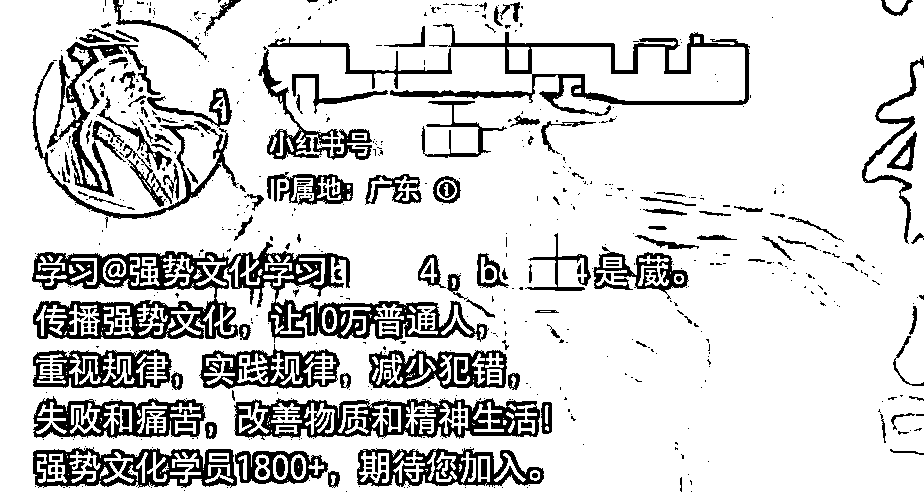 小红书号
IP属地：广东
学习@强势文化学习 4，b 4是 葳。
传播强势文化，让10万普通人，
重视规律，实践规律，减少犯错，
失败和痛苦，改善物质和精神生活！
强势文化学员1800+，期待您加入。